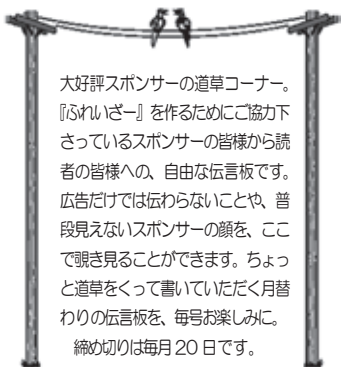 大好評スポンサーの道草コーナー。
『ふれいざー』を作るためにご協力下
さっているスポンサーの皆様から読
者の皆様への、自由な伝言板です。
広告だけでは伝わらないことや、普
段見えないスポンサーの顔を、ここ
で覗き見ることができます。ちょっ
と道草をくって書いていただく月替
わりの伝言板を、毎号お楽しみに。
締め切りは毎月20日です。